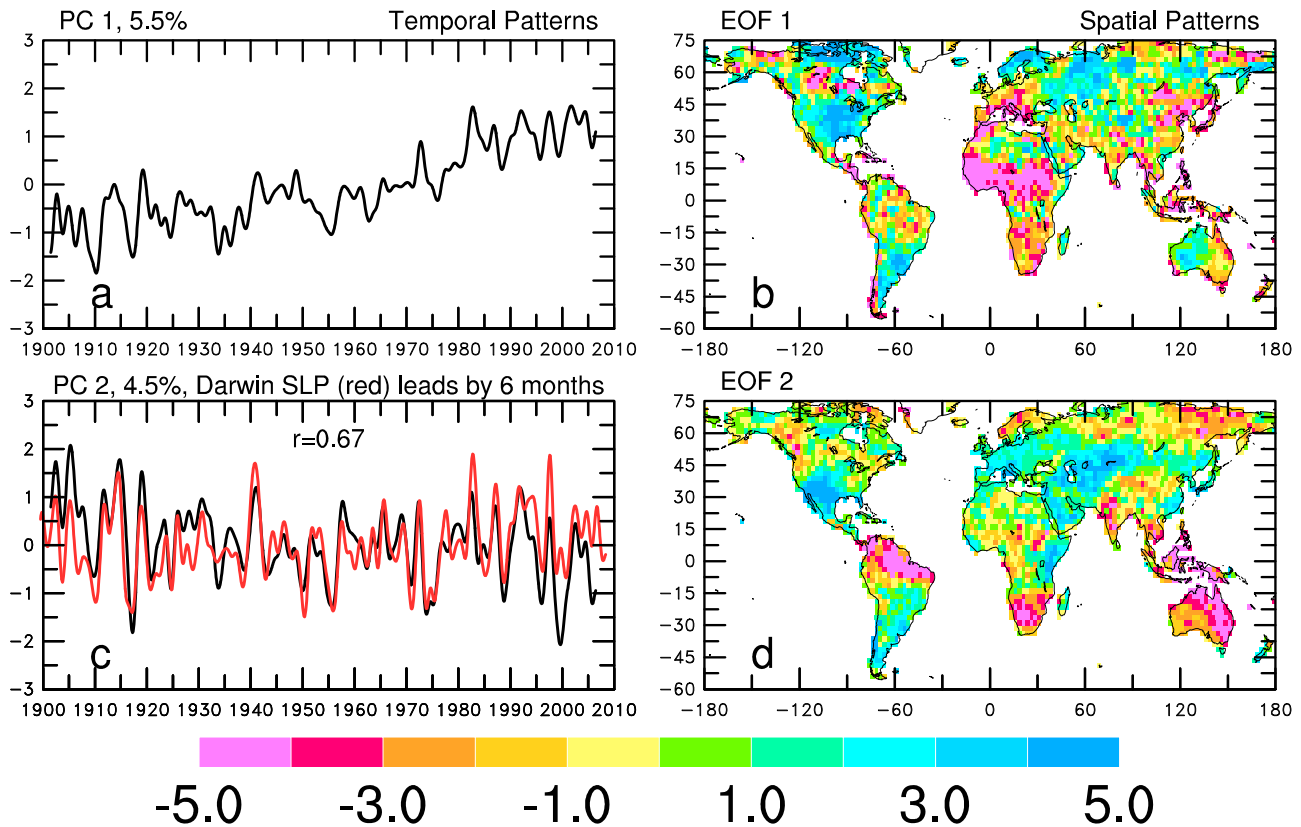 PC 1, 5.5% Temporal Patterns
3
2
1
0
−1
−2
−3
a
1900 1910 1920 1930 1940 1950 1960 1970 1980 1990 2000 2010
EOF 1 Spatial Patterns
75
60
45
30
15
0
−15
−30
−45
−60
b
−180 −120 −60 0 60 120 180
PC 2, 4.5%, Darwin SLP (red) leads by 6 months
r=0.67
3
2
1
0
−1
−2
−3
c
1900 1910 1920 1930 1940 1950 1960 1970 1980 1990 2000 2010
EOF 2
75
60
45
30
15
0
−15
−30
−45
−60
d
−180 −120 −60 0 60 120 180
-5.0 -3.0 -1.0 1.0 3.0 5.0